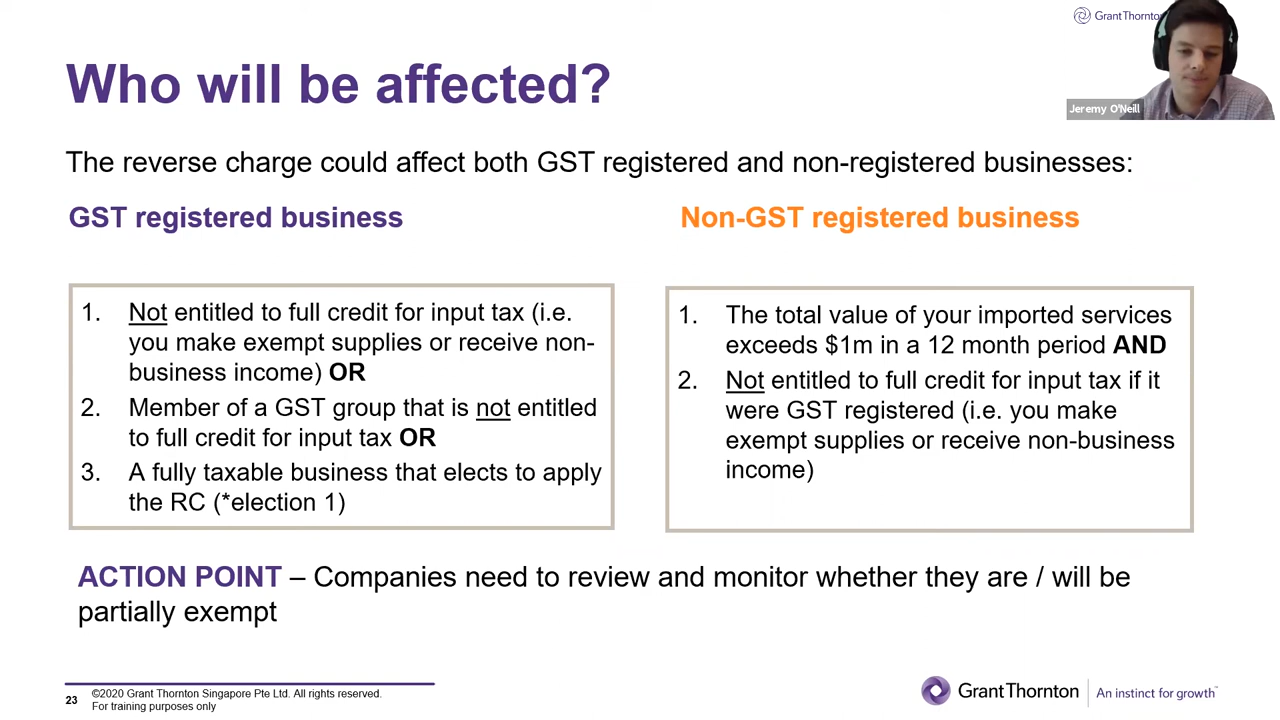 GrantThornton
Jeremy O'Neill
Who will be affected?
The reverse charge could affect both GST registered and non-registered businesses:
GST registered business
1. Not entitled to full credit for input tax (i.e.
you make exempt supplies or receive non-
business income) OR
2. Member of a GST group that is not entitled
to full credit for input tax OR
3. A fully taxable business that elects to apply
the RC (*election 1)
Non-GST registered business
1. The total value of your imported services
exceeds $1m in a 12 month period AND
2. Not entitled to full credit for input tax if it
were GST registered (i.e. you make
exempt supplies or receive non-business
income)
ACTION POINT – Companies need to review and monitor whether they are / will be
partially exempt
23
©2020 Grant Thornton Singapore Pte Ltd. All rights reserved.
For training purposes only
GrantThornton
An instinct for growth™